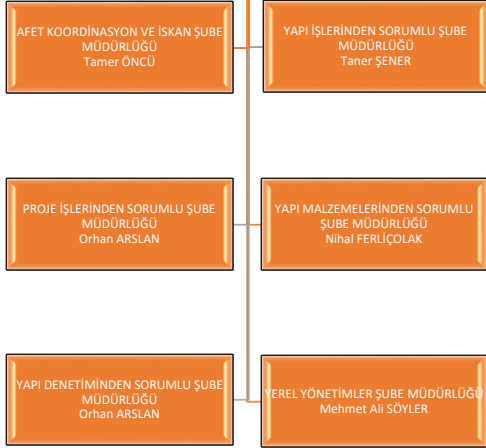 AFET KOORDİNASYON VE İSKAN ŞUBE
MÜDÜRLÜĞÜ
Tamer ÖNCÜ
YAPI İŞLERİNDEN SORUMLU ŞUBE
MÜDÜRLÜĞÜ
Taner ŞENER
PROJE İŞLERİNDEN SORUMLU ŞUBE
MÜDÜRLÜĞÜ
Orhan ARSLAN
YAPI MALZEMELERİNDEN SORUMLU
ŞUBE MÜDÜRLÜĞÜ
Nihal FERLİÇOLAK
YAPI DENETİMİNDEN SORUMLU ŞUBE
MÜDÜRLÜĞÜ
Orhan ARSLAN
YEREL YÖNETİMLER ŞUBE MÜDÜRLÜĞÜ
Mehmet Ali SÖYLER